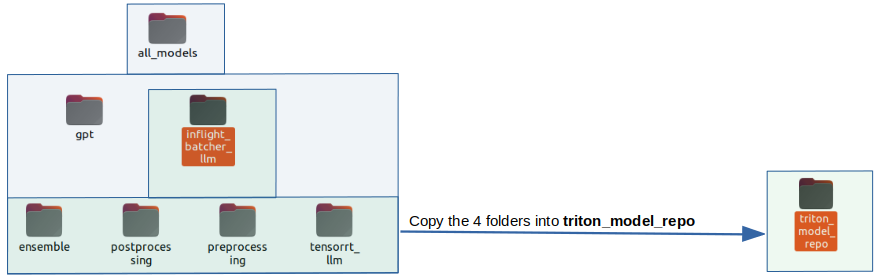 all_models
gpt
inflight_
batcher_
llm
ensemble
postproces
sing
preprocess
ing
tensorrt_
llm
Copy the 4 folders into triton_model_repo
triton_
model_
repo